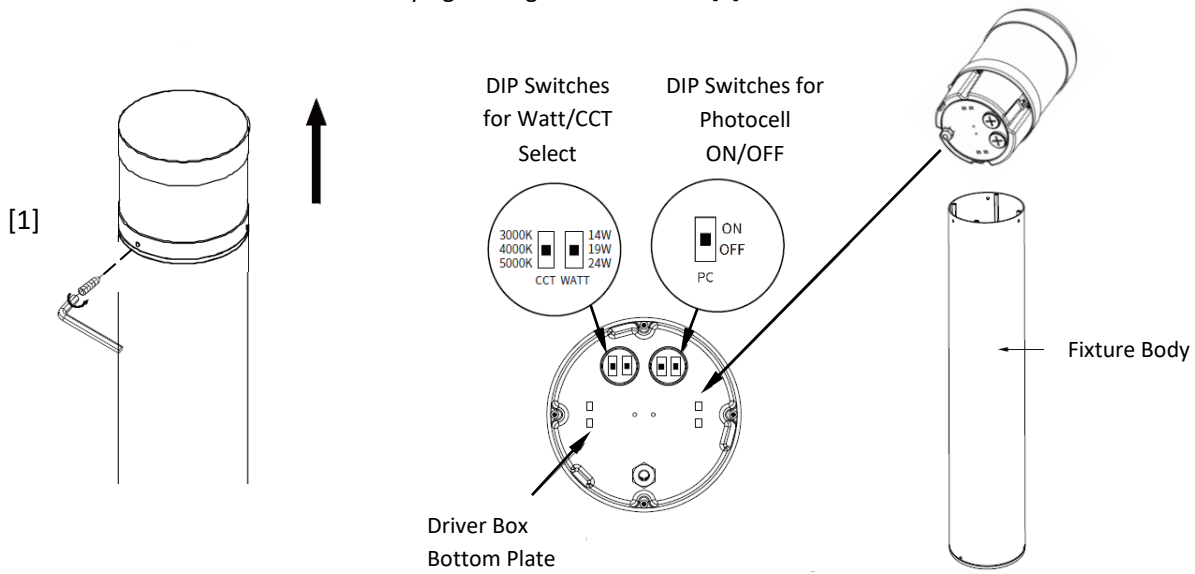 [1]
DIP Switches
for Watt/CCT
Select
DIP Switches for
Photocell
ON/OFF
3000K
4000K
5000K
14W
19W
24W
CCT WATT
ON
OFF
PC
Fixture Body
Driver Box
Bottom Plate